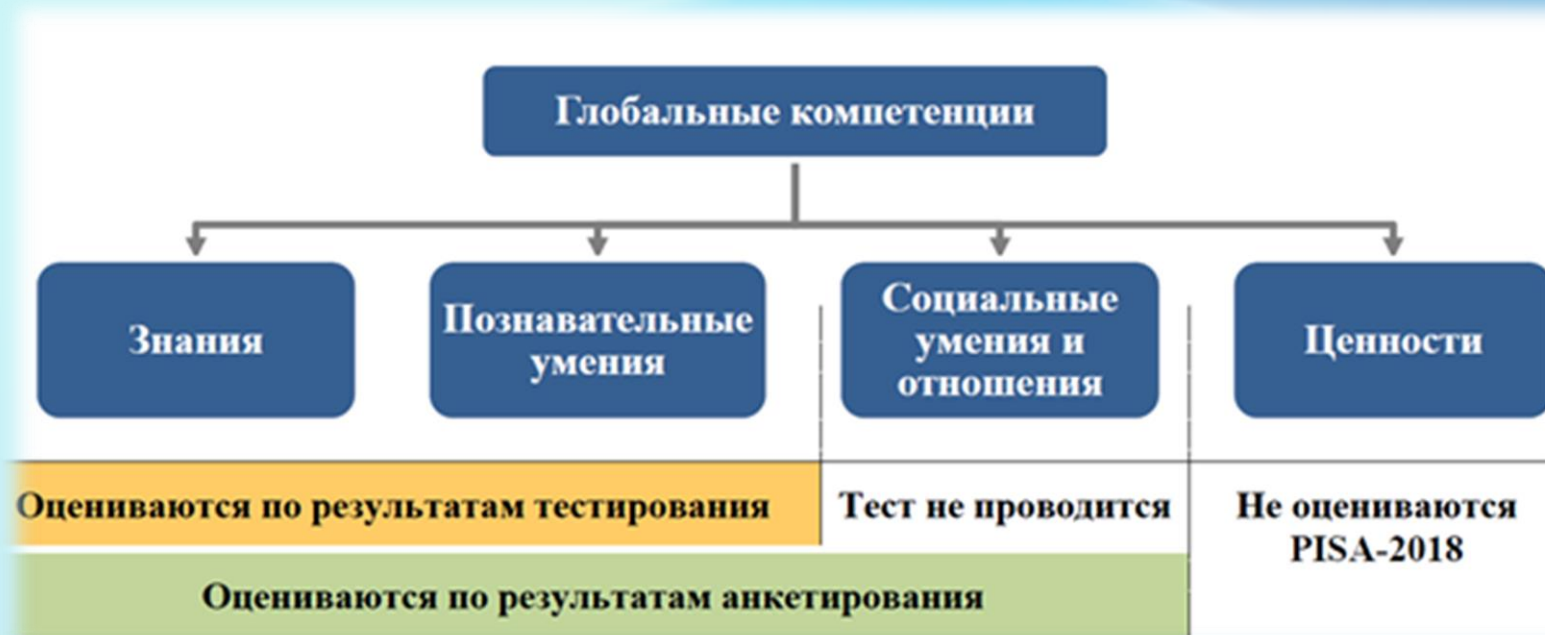 Глобальные компетенции
Знания
Познавательные
умения
Социальные
умения и
отношения
Ценности
Оцениваются по результатам тестирования
Тест не проводится
Не оцениваются
PISA-2018
Оцениваются по результатам анкетирования